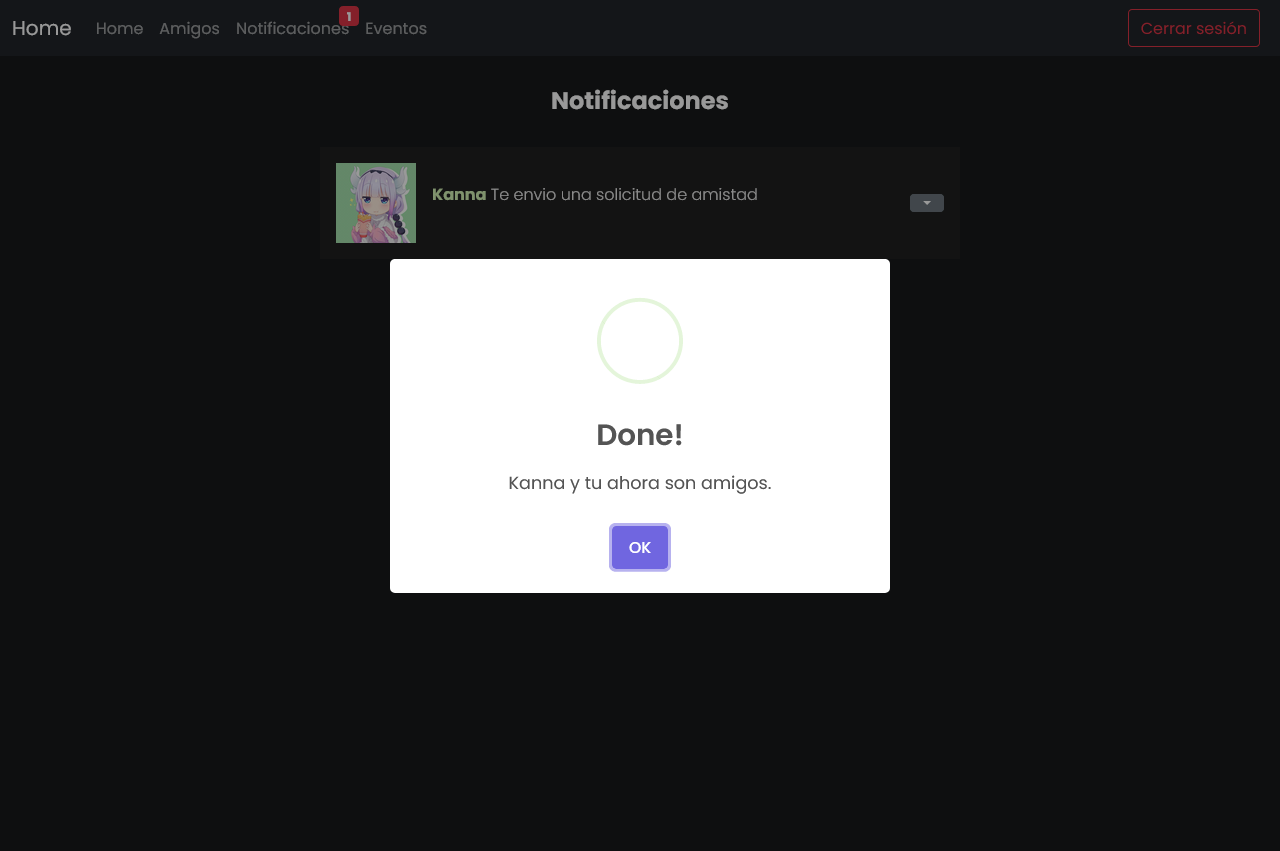 Home Home Amigos Notificaciones 1 Eventos Cerrar sesión
Notificaciones
Kanna Te envio una solicitud de amistad
Done!
Kanna y tu ahora son amigos.
OK